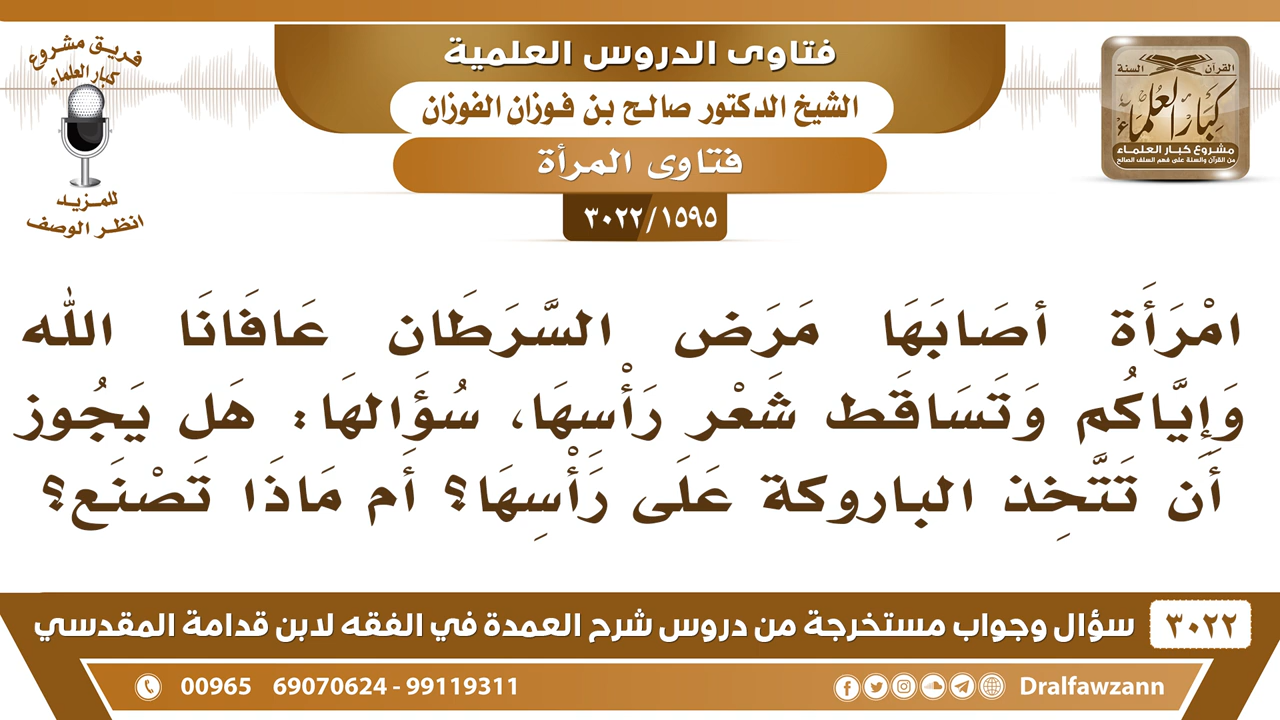 فتاوى الدروس العلمية
الشيخ الدكتور صالح بن فوزان الفوزان
فتاوى المرأة
١٥٩٥/٣٠٢٢
فريق مشروع
كبار العلماء
للمزيد
انظر الوصف
القرآن السنة
كبار العلماء
مشروع كبار العلماء
من القرآن والسنة على فهم السلف الصالح
امْرَأَة أصَابَهَا مَرَض السَّرَطَان عَافَانَا الله
وَإِيَّاكُم وَتَسَاقَط شَعْر رَأْسِهَا، سُؤَالهَا: هَل يَجُوز
أَن تَتَّخِذ الباروكة عَلَى رَأْسِهَا؟ أَم مَاذَا تَصْنَع؟
٣٠٢٢ سؤال وجواب مستخرجة من دروس شرح العمدة في الفقه لابن قدامة المقدسي
00965 69070624 - 99119311
Dralfawzann